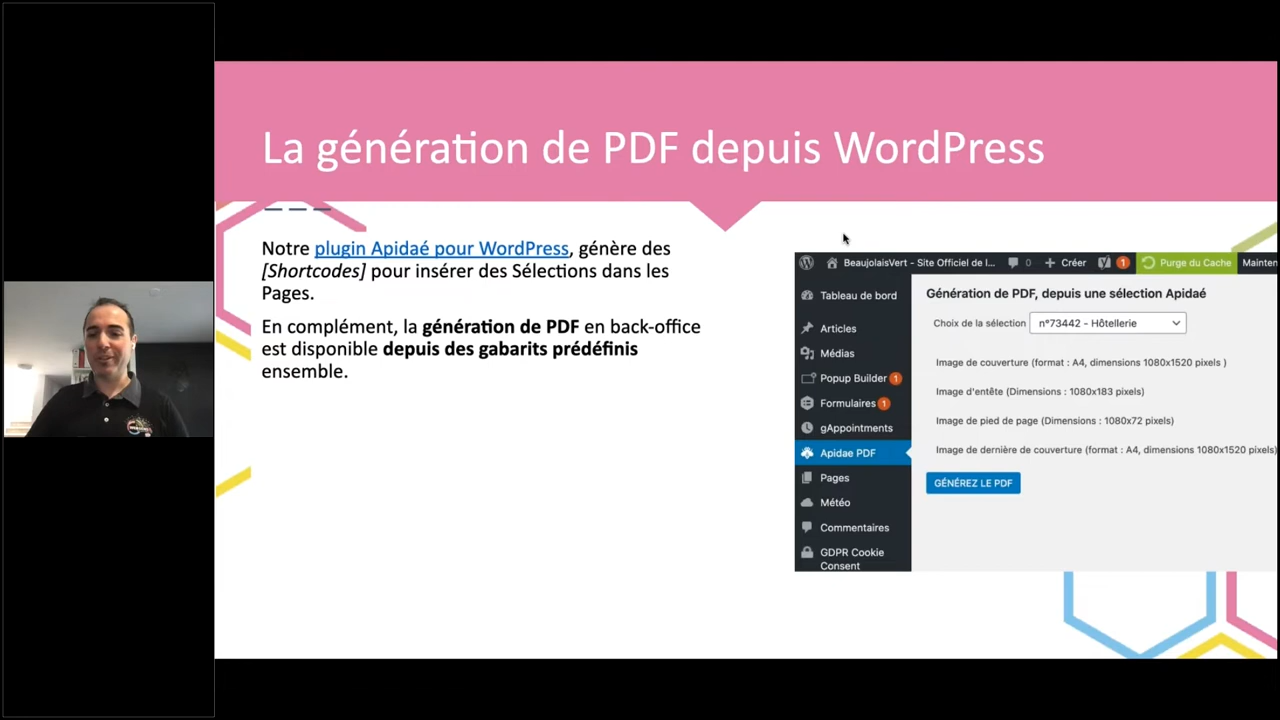 La génération de PDF depuis WordPress
Notre plugin Apidaé pour WordPress, génère des
[Shortcodes] pour insérer des Sélections dans les
Pages.
En complément, la génération de PDF en back-office
est disponible depuis des gabarits prédéfinis
ensemble.
BeaujolaisVert - Site Officiel de l... 0 Créer 1 Purge du Cache Mainten
Tableau de bord
Articles
Médias
Popup Builder 1
Formulaires 1
gAppointments
Apidae PDF
Pages
Météo
Commentaires
GDPR Cookie
Consent
Génération de PDF, depuis une sélection Apidaé
Choix de la sélection n°73442 - Hôtellerie
Image de couverture (format : A4, dimensions 1080x1520 pixels )
Image d'entête (Dimensions : 1080x183 pixels)
Image de pied de page (Dimensions : 1080x72 pixels)
Image de dernière de couverture (format : A4, dimensions 1080x1520 pixels)
GÉNÉREZ LE PDF